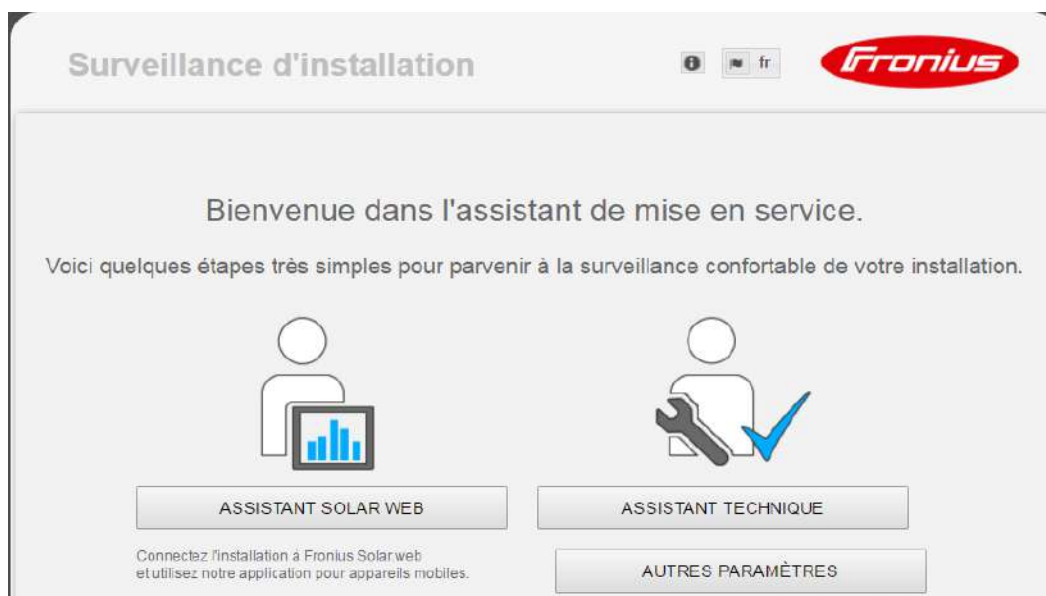 Surveillance d'installation
fr
Fronius
Bienvenue dans l'assistant de mise en service.
Voici quelques étapes très simples pour parvenir à la surveillance confortable de votre installation.
ASSISTANT SOLAR WEB
ASSISTANT TECHNIQUE
Connectez l'installation à Fronius Solar.web
et utilisez notre application pour appareils mobiles.
AUTRES PARAMÈTRES